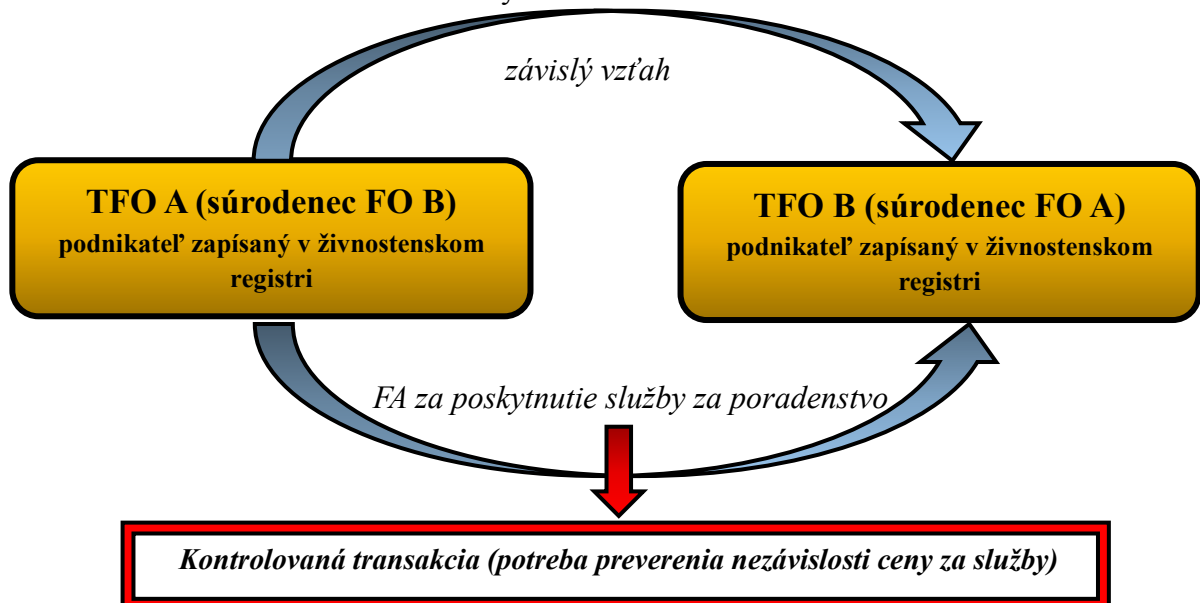 závislý vzťah
TFO A (súrodenec FO B)
podnikateľ zapísaný v živnostenskom
registri
TFO B (súrodenec FO A)
podnikateľ zapísaný v živnostenskom
registri
FA za poskytnutie služby za poradenstvo
Kontrolovaná transakcia (potreba preverenia nezávislosti ceny za služby)